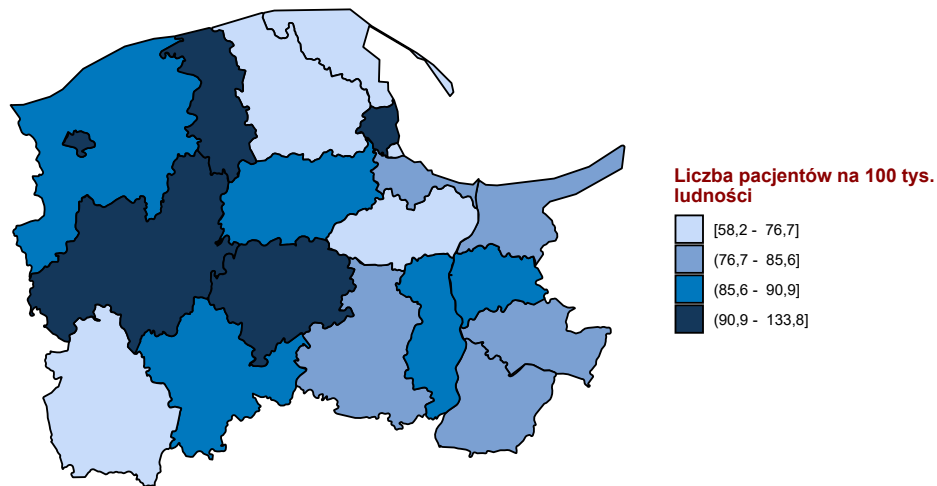 Liczba pacjentów na 100 tys.
ludności
[58,2 - 76,7]
(76,7 - 85,6]
(85,6 - 90,9]
(90,9 - 133,8]